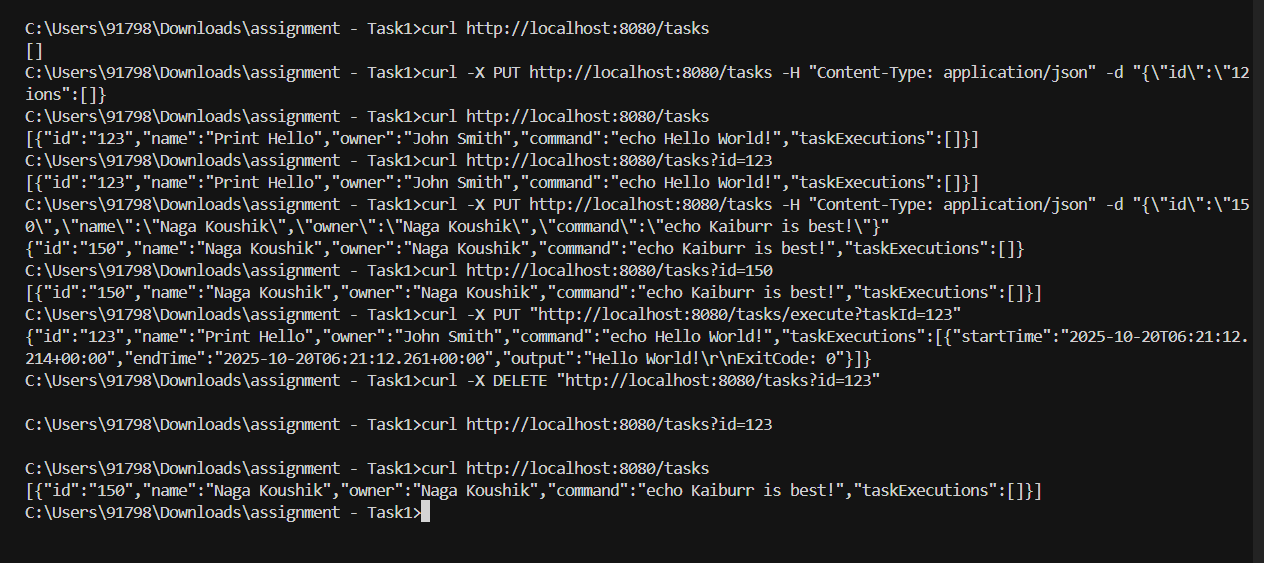 C:\Users\91798\Downloads\assignment - Task1>curl http://localhost:8080/tasks
[]
C:\Users\91798\Downloads\assignment - Task1>curl -X PUT http://localhost:8080/tasks -H "Content-Type: application/json" -d "{\"id\":\"12
ions":[]}
C:\Users\91798\Downloads\assignment - Task1>curl http://localhost:8080/tasks
[{"id":"123","name":"Print Hello","owner":"John Smith","command":"echo Hello World!","taskExecutions":[]}]
C:\Users\91798\Downloads\assignment - Task1>curl http://localhost:8080/tasks?id=123
[{"id":"123","name":"Print Hello","owner":"John Smith","command":"echo Hello World!","taskExecutions":[]}]
C:\Users\91798\Downloads\assignment - Task1>curl -X PUT http://localhost:8080/tasks -H "Content-Type: application/json" -d "{\"id\":\"15
0\",\"name\":\"Naga Koushik\",\"owner\":\"Naga Koushik\",\"command\":\"echo Kaiburr is best!\"}"
{"id":"150","name":"Naga Koushik","owner":"Naga Koushik","command":"echo Kaiburr is best!","taskExecutions":[]}
C:\Users\91798\Downloads\assignment - Task1>curl http://localhost:8080/tasks?id=150
[{"id":"150","name":"Naga Koushik","owner":"Naga Koushik","command":"echo Kaiburr is best!","taskExecutions":[]}]
C:\Users\91798\Downloads\assignment - Task1>curl -X PUT "http://localhost:8080/tasks/execute?taskId=123"
{"id":"123","name":"Print Hello","owner":"John Smith","command":"echo Hello World!","taskExecutions":[{"startTime":"2025-10-20T06:21:12.
214+00:00","endTime":"2025-10-20T06:21:12.261+00:00","output":"Hello World!\r\nExitCode: 0"}]}
C:\Users\91798\Downloads\assignment - Task1>curl -X DELETE "http://localhost:8080/tasks?id=123"
C:\Users\91798\Downloads\assignment - Task1>curl http://localhost:8080/tasks?id=123
C:\Users\91798\Downloads\assignment - Task1>curl http://localhost:8080/tasks
[{"id":"150","name":"Naga Koushik","owner":"Naga Koushik","command":"echo Kaiburr is best!","taskExecutions":[]}]
C:\Users\91798\Downloads\assignment - Task1>